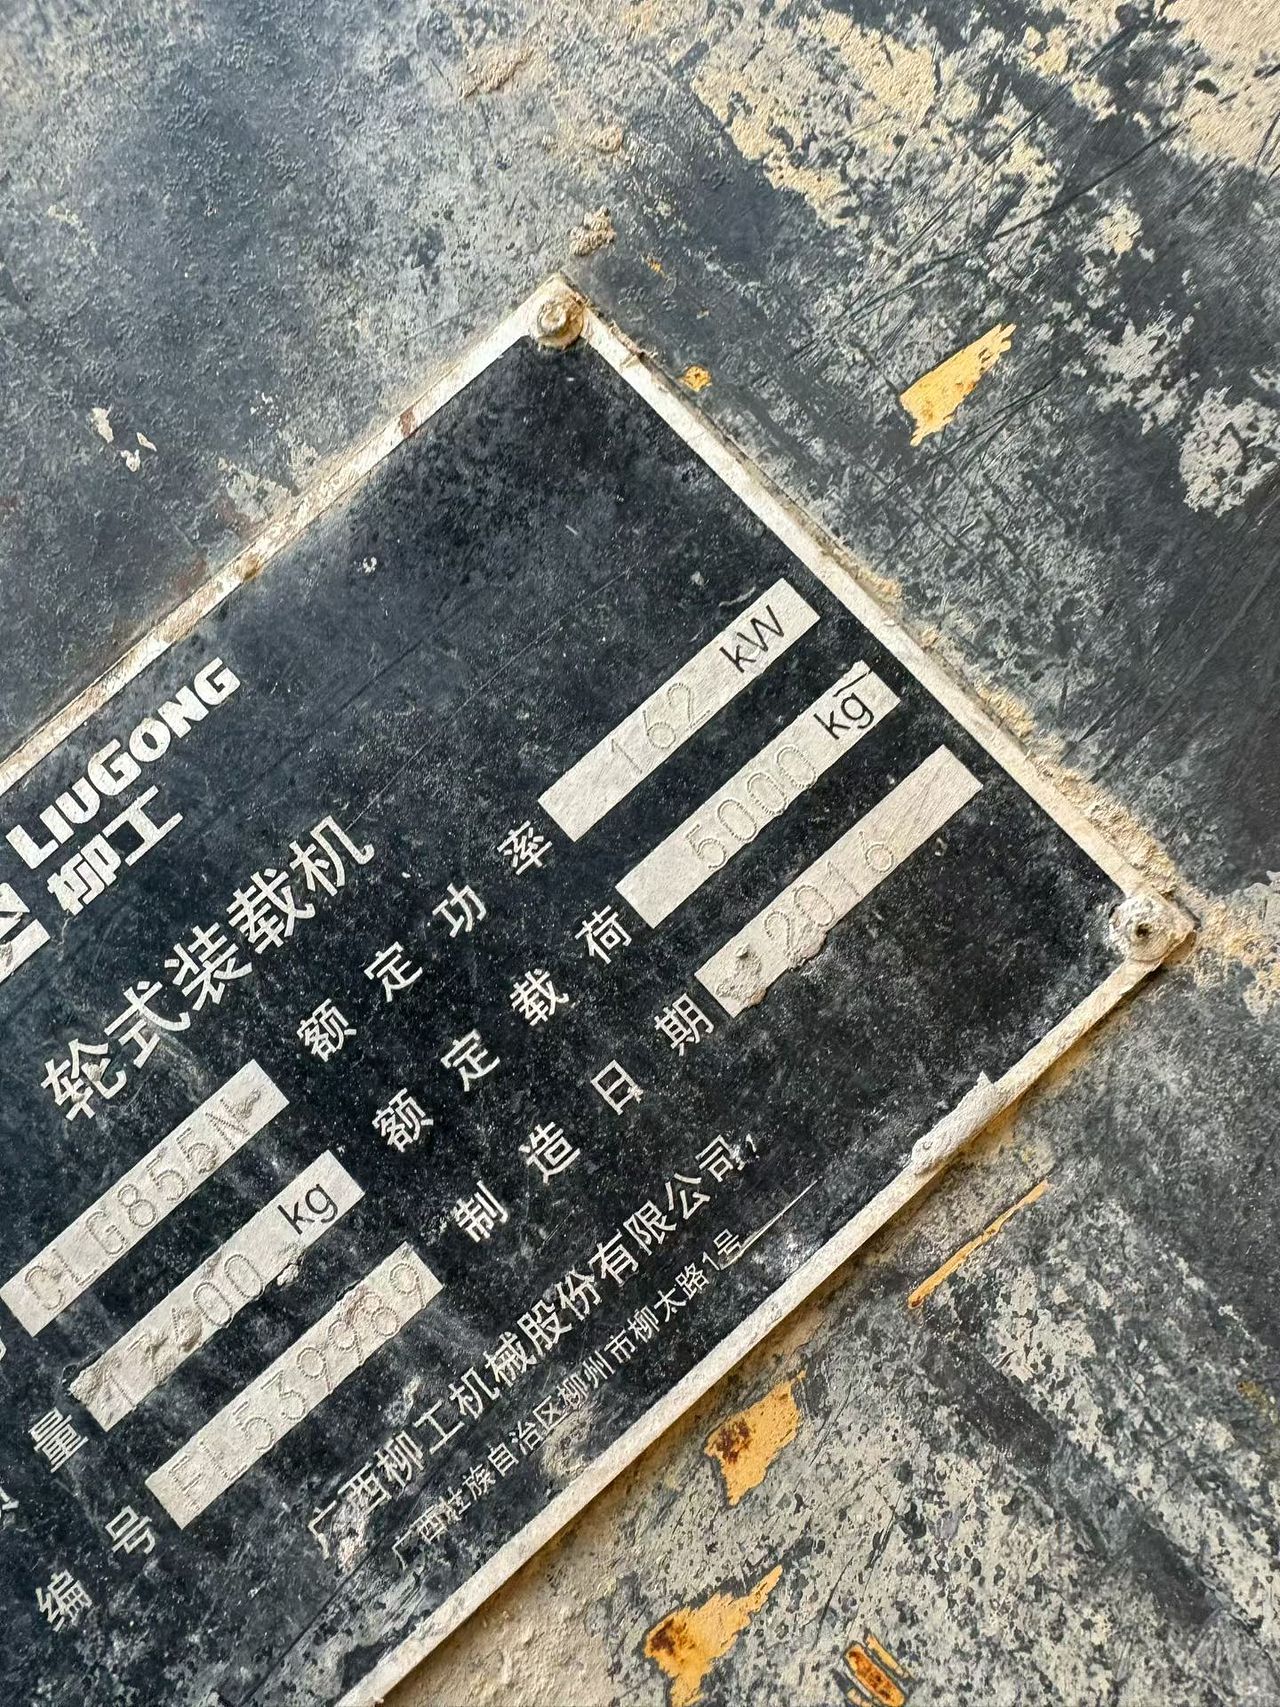 LIUGONG
柳工
轮式装载机
CLG855N 额定功率 162 kW
量 kg 额定载荷 5000 kg
编号 制造日期 2016
广西柳工机械股份有限公司
广西壮族自治区柳州市柳太路1号